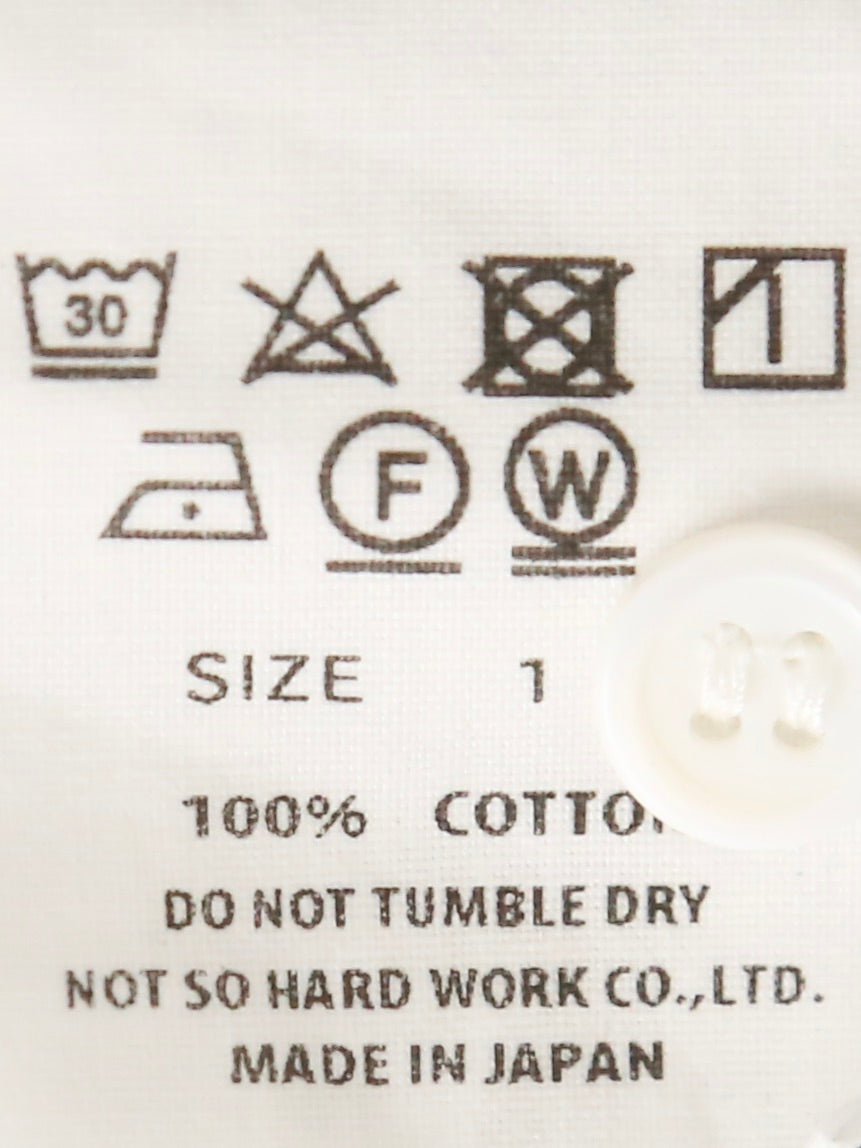 30
F W
SIZE 1
100% COTTO
DO NOT TUMBLE DRY
NOT SO HARD WORK CO.,LTD.
MADE IN JAPAN